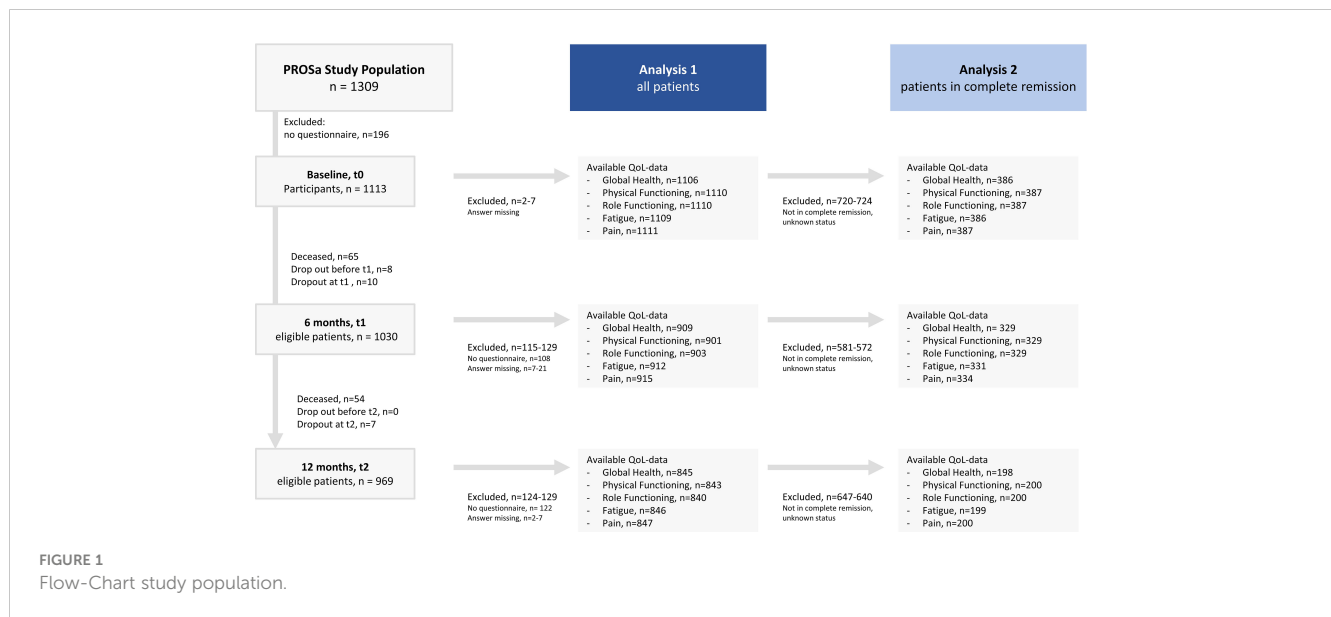 PROSa Study Population
n = 1309
Analysis 1
all patients
Analysis 2
patients in complete remission
Excluded:
no questionnaire, n=196
Baseline, t0
Participants, n = 1113
Excluded, n=2-7
Answer missing
Available QoL-data
- Global Health, n=1106
- Physical Functioning, n=1110
- Role Functioning, n=1110
- Fatigue, n=1109
- Pain, n=1111
Excluded, n=720-724
Not in complete remission,
unknown status
Available QoL-data
- Global Health, n=386
- Physical Functioning, n=387
- Role Functioning, n=387
- Fatigue, n=386
- Pain, n=387
Deceased, n=65
Drop out before t1, n=8
Dropout at t1 , n=10
6 months, t1
eligible patients, n = 1030
Excluded, n=115-129
No questionnaire, n=108
Answer missing, n=7-21
Available QoL-data
- Global Health, n=909
- Physical Functioning, n=901
- Role Functioning, n=903
- Fatigue, n=912
- Pain, n=915
Excluded, n=581-572
Not in complete remission,
unknown status
Available QoL-data
- Global Health, n= 329
- Physical Functioning, n=329
- Role Functioning, n=329
- Fatigue, n=331
- Pain, n=334
Deceased, n=54
Drop out before t2, n=0
Dropout at t2, n=7
12 months, t2
eligible patients, n = 969
Excluded, n=124-129
No questionnaire, n= 122
Answer missing, n=2-7
Available QoL-data
- Global Health, n=845
- Physical Functioning, n=843
- Role Functioning, n=840
- Fatigue, n=846
- Pain, n=847
Excluded, n=647-640
Not in complete remission,
unknown status
Available QoL-data
- Global Health, n=198
- Physical Functioning, n=200
- Role Functioning, n=200
- Fatigue, n=199
- Pain, n=200
FIGURE 1
Flow-Chart study population.